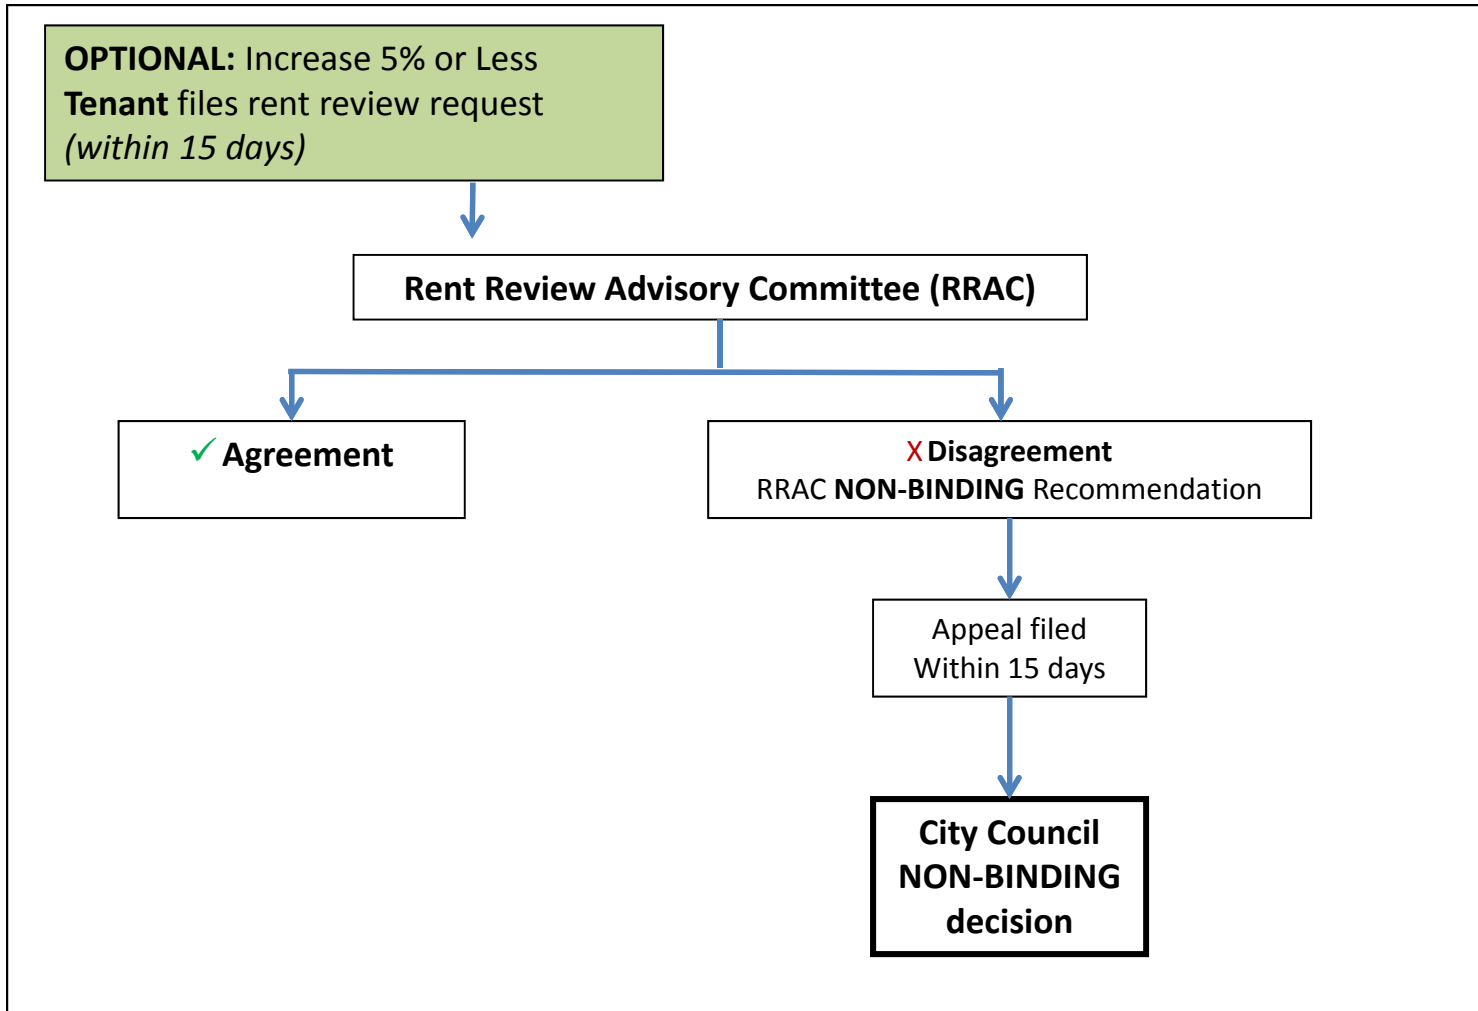 OPTIONAL: Increase 5% or Less
Tenant files rent review request
(within 15 days)
Rent Review Advisory Committee (RRAC)
✓ Agreement
X Disagreement
RRAC NON-BINDING Recommendation
Appeal filed
Within 15 days
City Council
NON-BINDING
decision